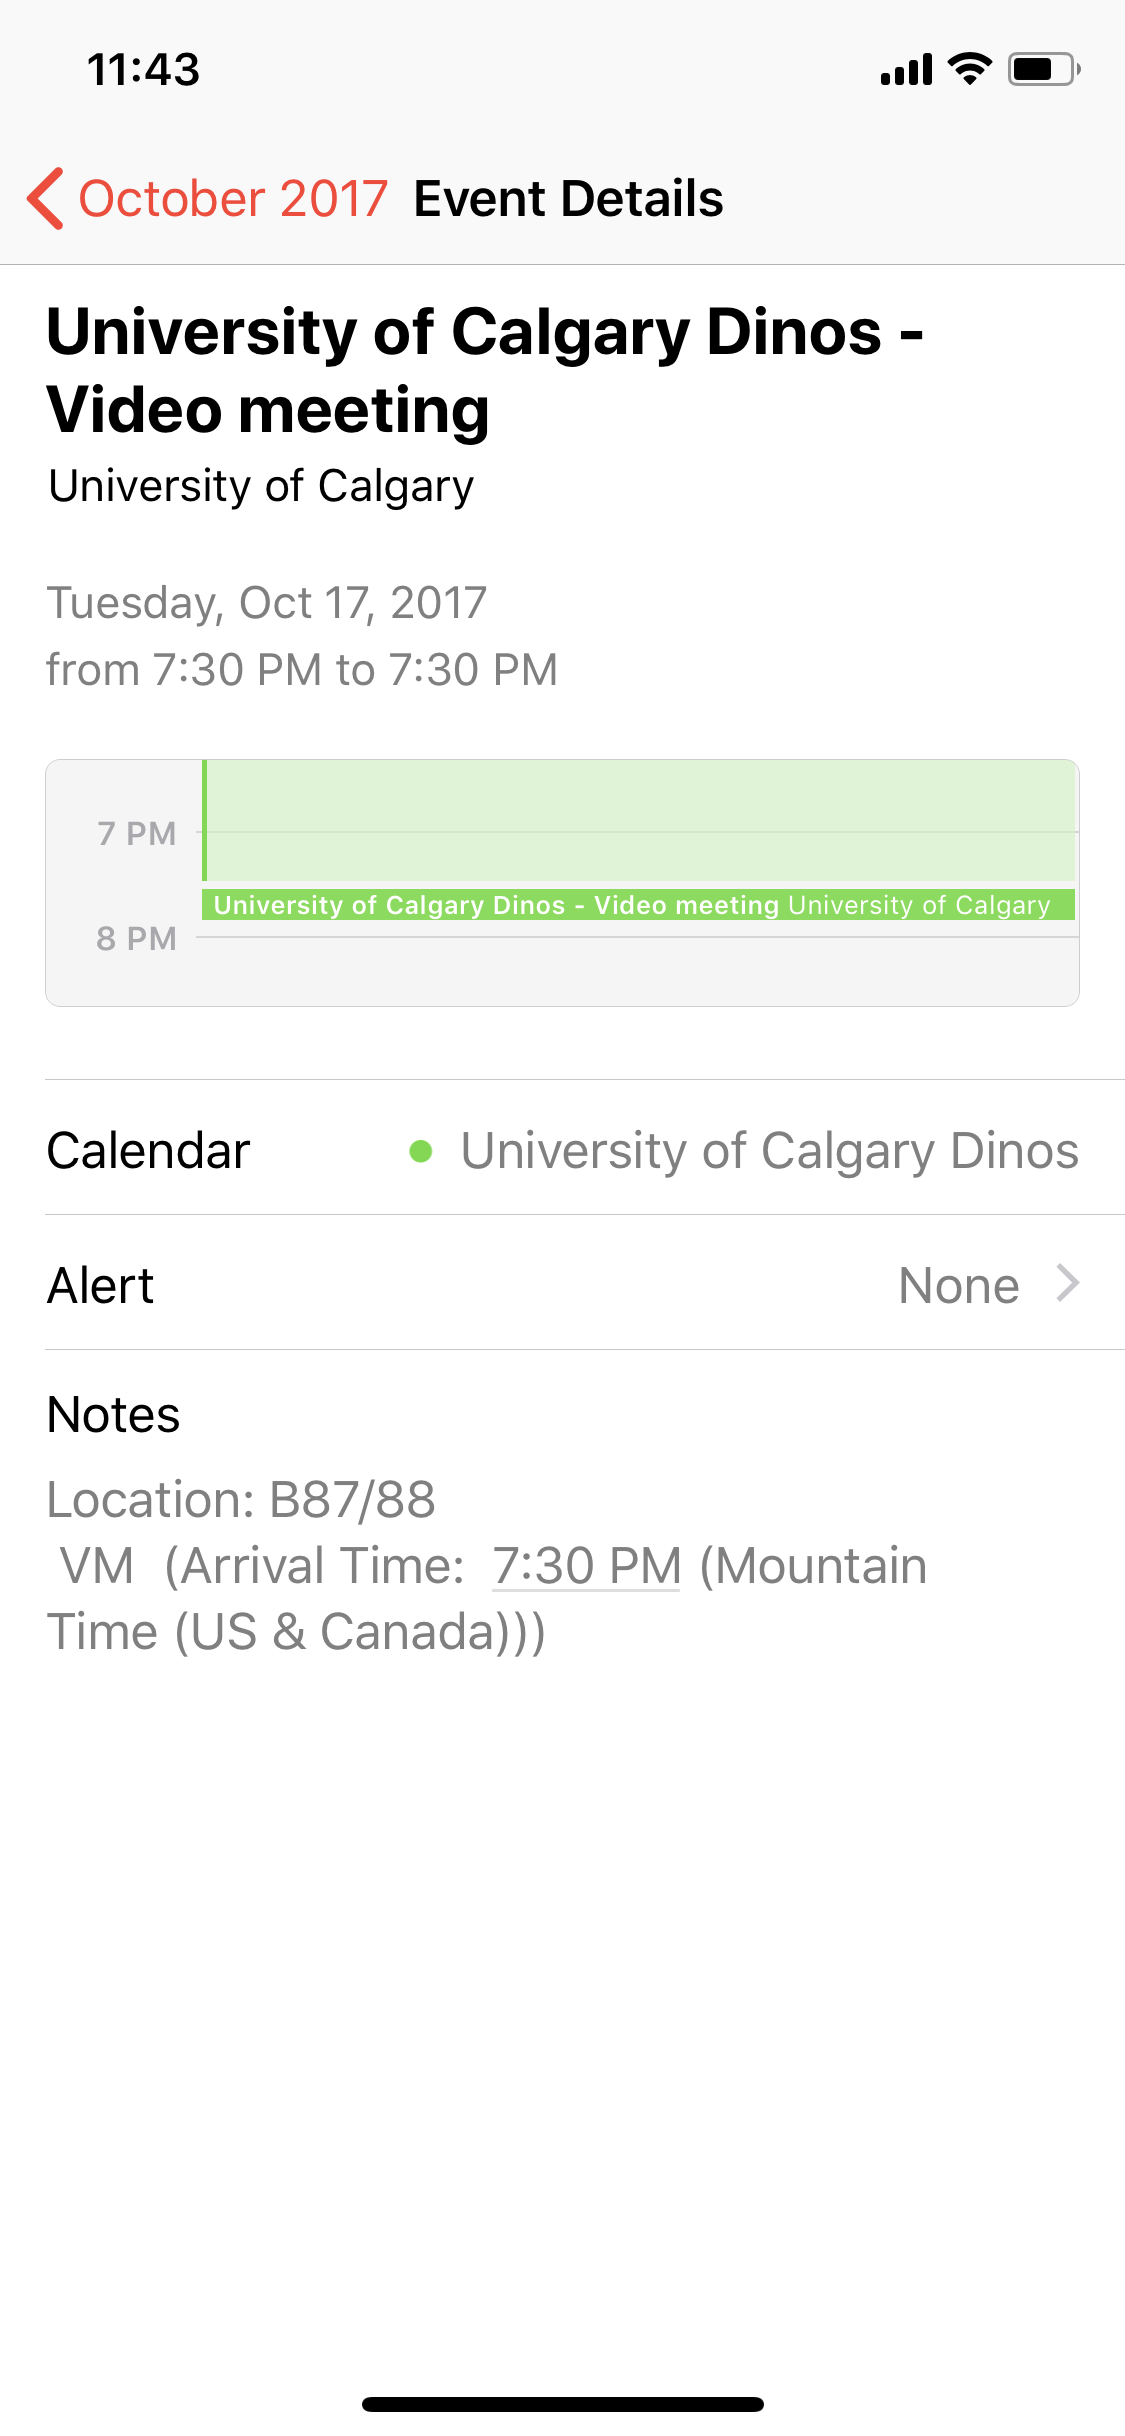 11:43
October 2017 Event Details
University of Calgary Dinos -
Video meeting
University of Calgary
Tuesday, Oct 17, 2017
from 7:30 PM to 7:30 PM
7 PM
University of Calgary Dinos - Video meeting University of Calgary
8 PM
Calendar University of Calgary Dinos
Alert None
Notes
Location: B87/88
VM (Arrival Time: 7:30 PM (Mountain
Time (US & Canada)))